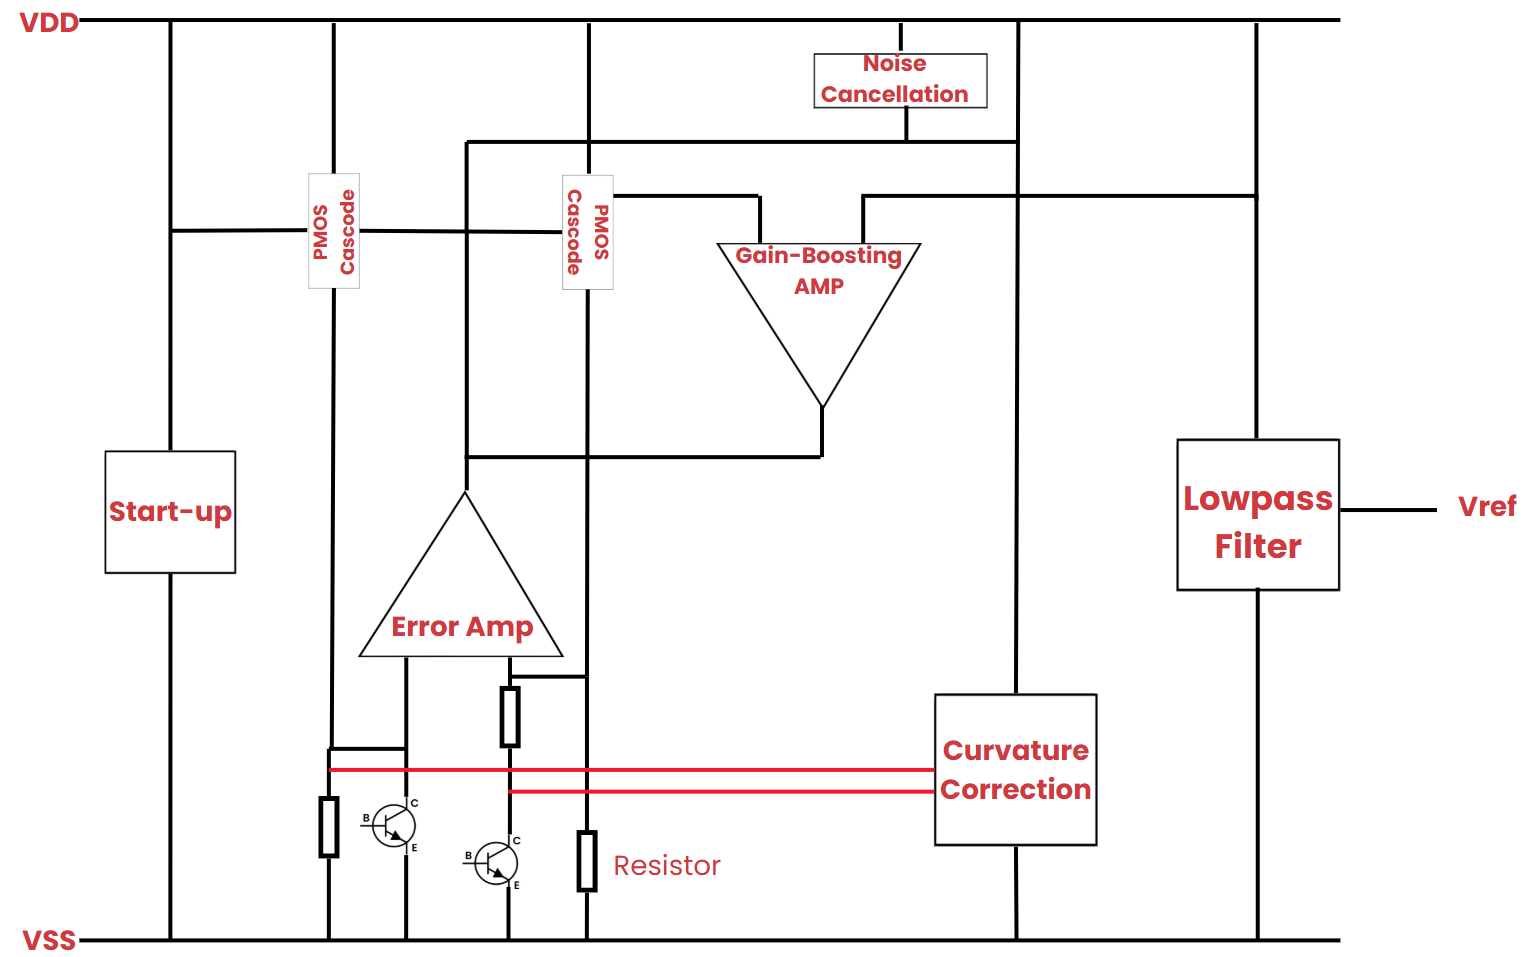 VDD
Noise
Cancellation
PMOS
Cascode
PMOS
Cascode
Gain-Boosting
AMP
Start-up
Lowpass
Filter
Vref
Error Amp
Curvature
Correction
C
B
E
C
B
E
Resistor
VSS